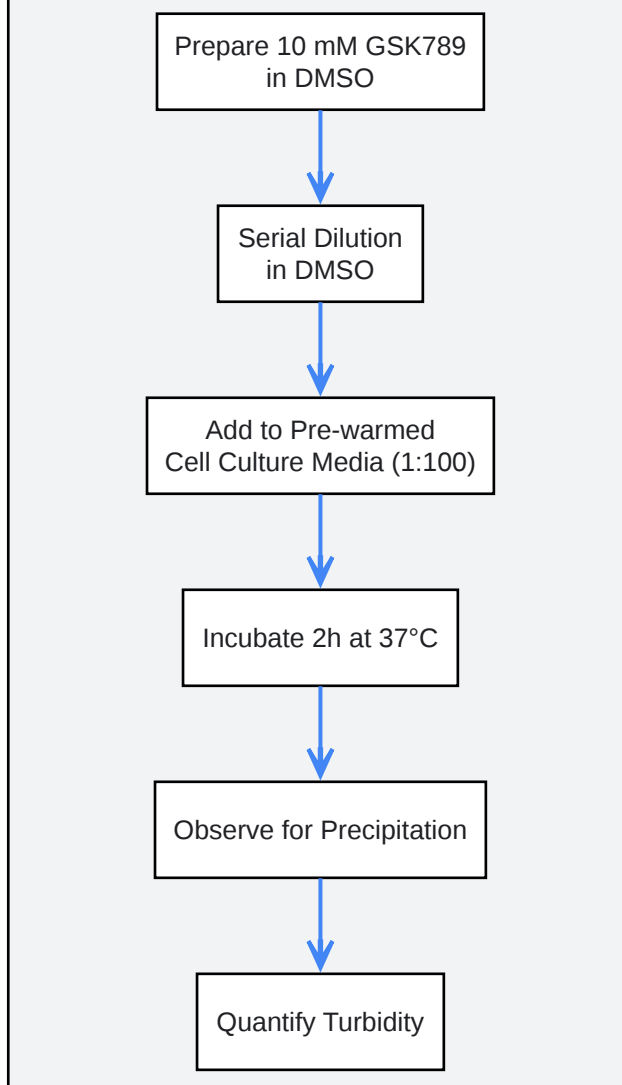 Prepare 10 mM GSK789
in DMSO
Serial Dilution
in DMSO
Add to Pre-warmed
Cell Culture Media (1:100)
Incubate 2h at 37°C
Observe for Precipitation
Quantify Turbidity